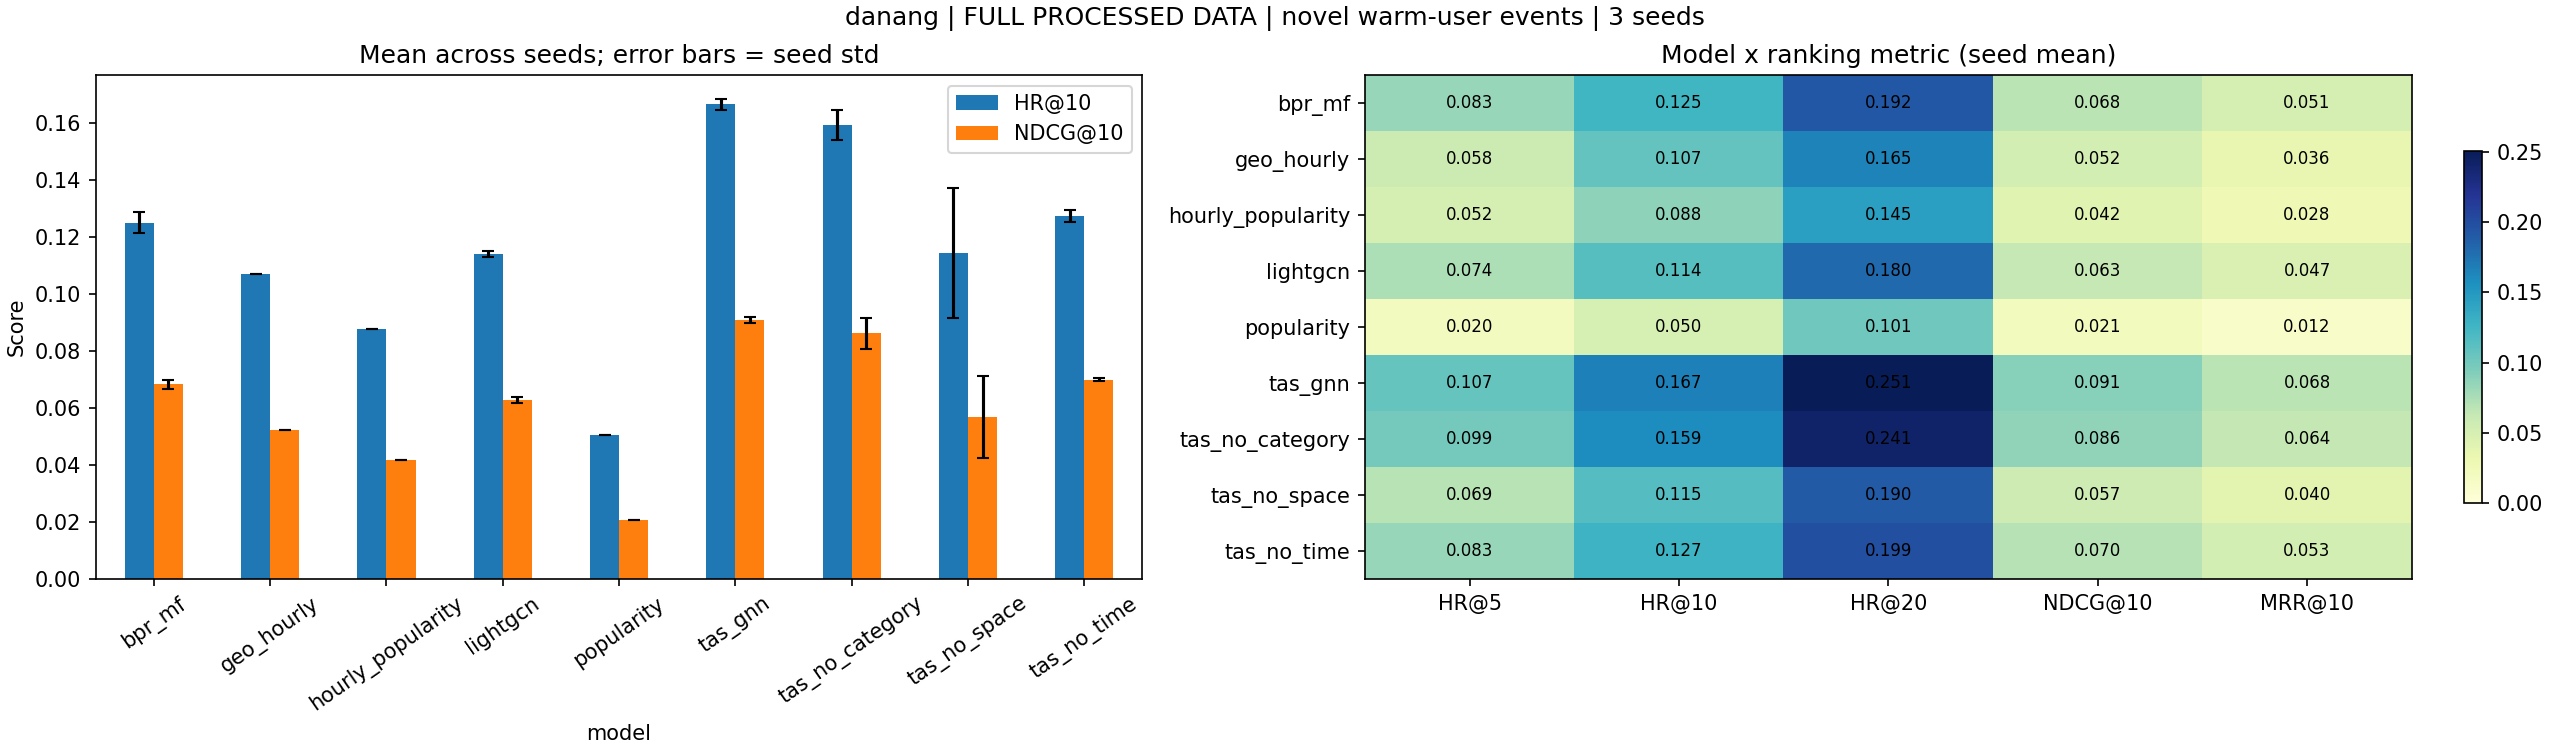 danang | FULL PROCESSED DATA | novel warm-user events | 3 seeds
Mean across seeds; error bars = seed std
HR@10
NDCG@10
Score
0.16
0.14
0.12
0.10
0.08
0.06
0.04
0.02
0.00
bpr_mf
geo_hourly
hourly_popularity
lightgcn
popularity
tas_gnn
tas_no_category
tas_no_space
tas_no_time
model
Model x ranking metric (seed mean)
bpr_mf 0.083 0.125 0.192 0.068 0.051
geo_hourly 0.058 0.107 0.165 0.052 0.036
hourly_popularity 0.052 0.088 0.145 0.042 0.028
lightgcn 0.074 0.114 0.180 0.063 0.047
popularity 0.020 0.050 0.101 0.021 0.012
tas_gnn 0.107 0.167 0.251 0.091 0.068
tas_no_category 0.099 0.159 0.241 0.086 0.064
tas_no_space 0.069 0.115 0.190 0.057 0.040
tas_no_time 0.083 0.127 0.199 0.070 0.053
HR@5 HR@10 HR@20 NDCG@10 MRR@10
0.25
0.20
0.15
0.10
0.05
0.00